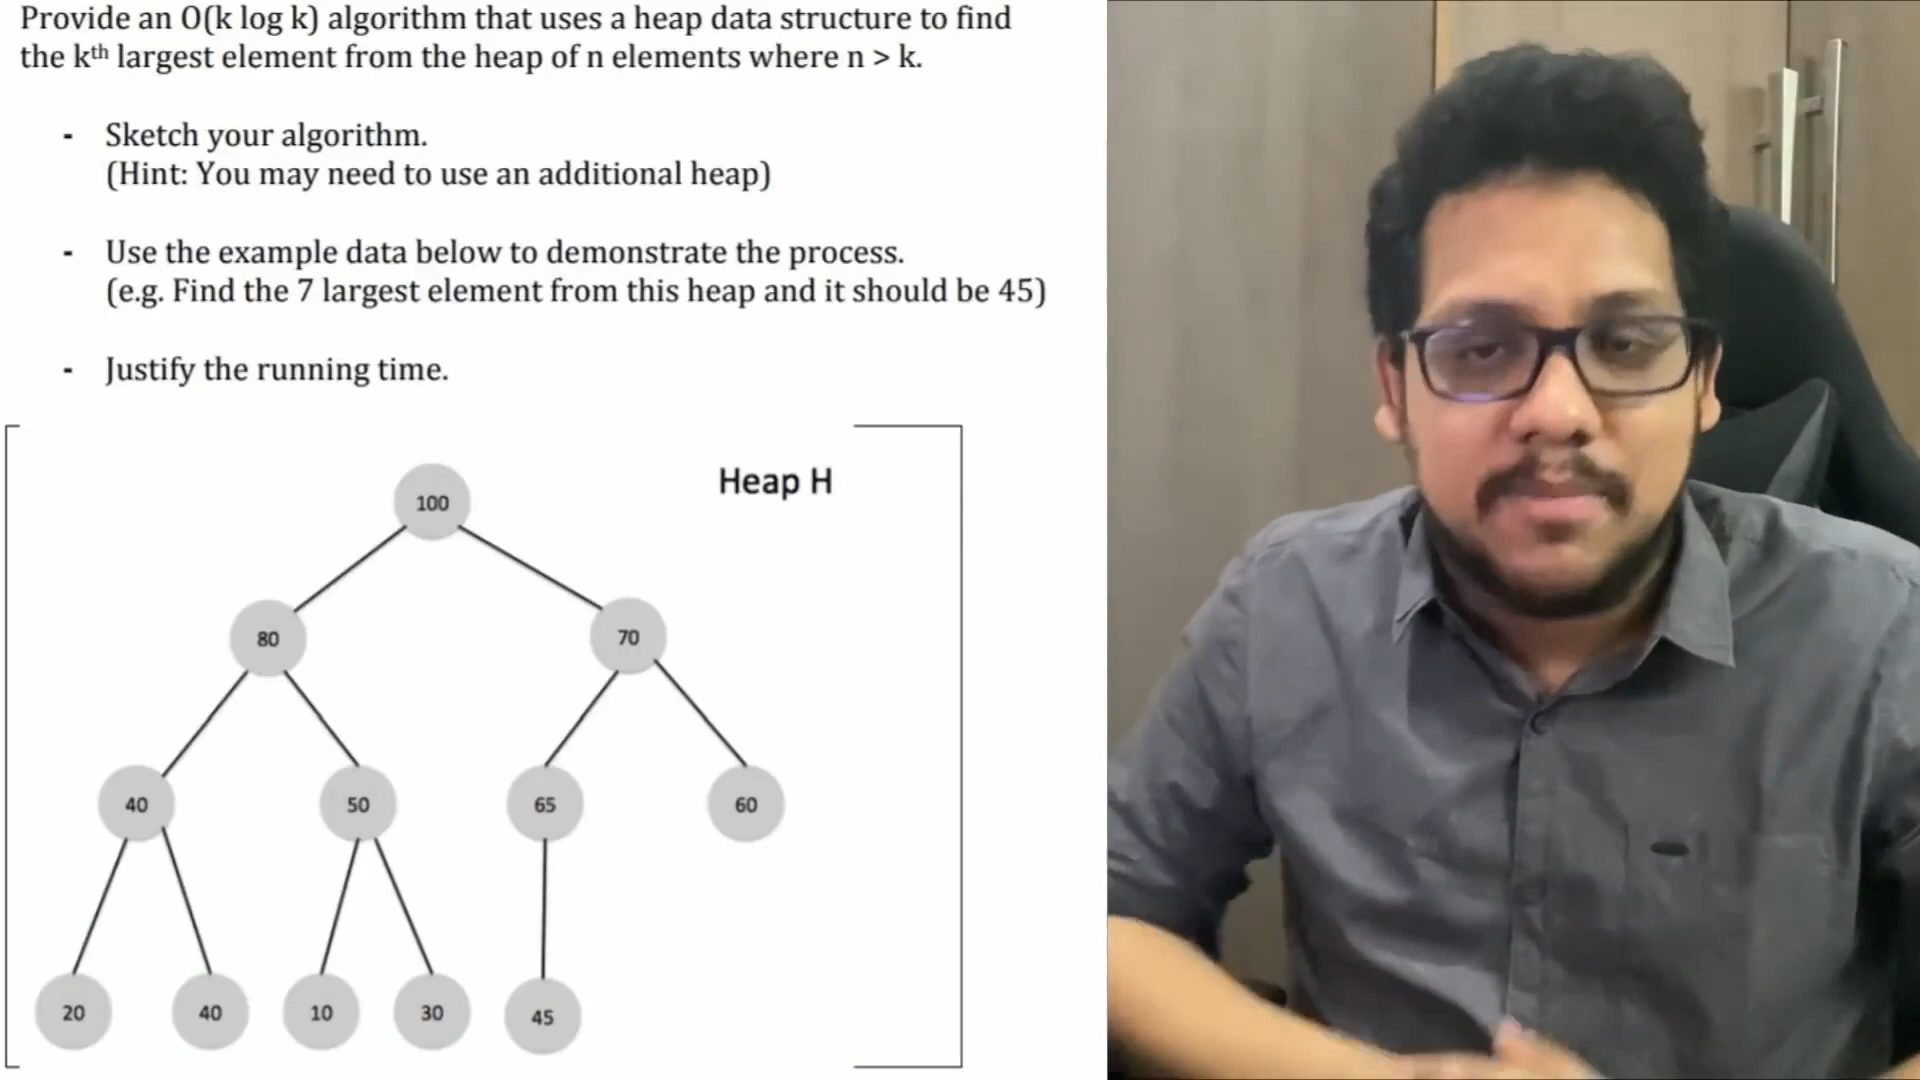 Provide an O(k log k) algorithm that uses a heap data structure to find
the kth largest element from the heap of n elements where n > k.
- Sketch your algorithm.
(Hint: You may need to use an additional heap)
- Use the example data below to demonstrate the process.
(e.g. Find the 7 largest element from this heap and it should be 45)
- Justify the running time.
Heap H
100
80
70
40
50
65
60
20
40
10
30
45